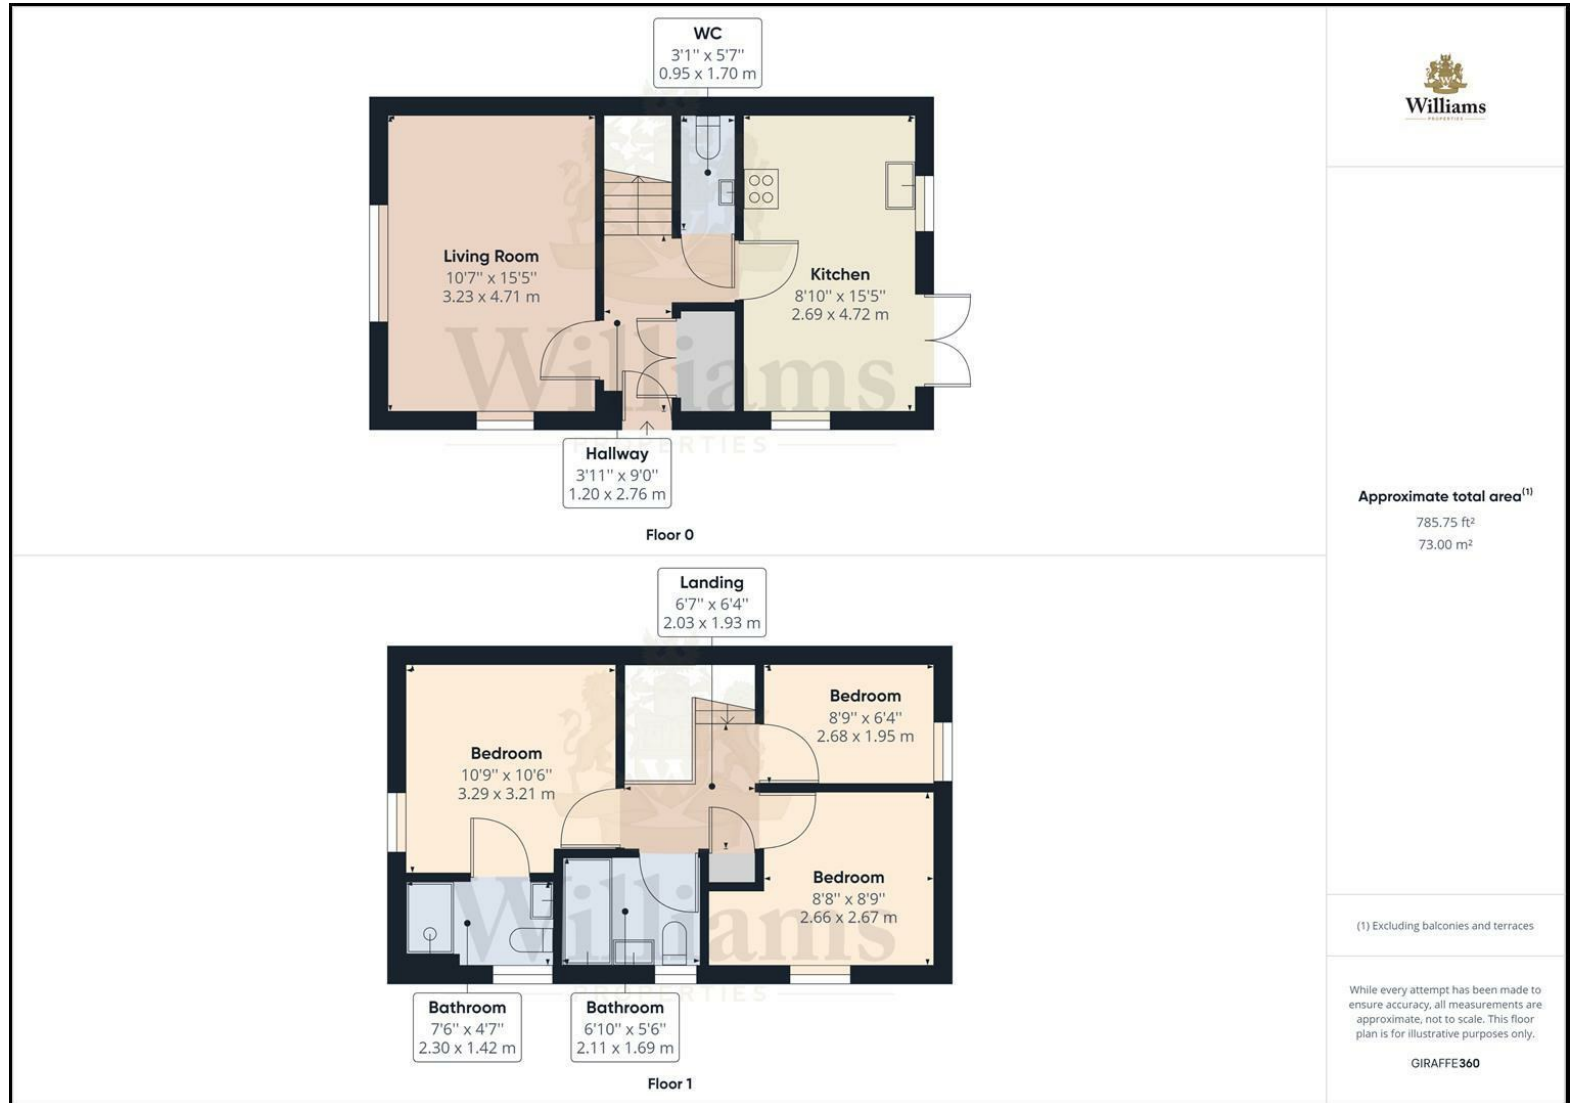 WC
3'1'' x 5'7''
0.95 x 1.70 m
Living Room
10'7'' x 15'5''
3.23 x 4.71 m
Kitchen
8'10'' x 15'5''
2.69 x 4.72 m
Williams
PROPERTIES
Hallway
3'11'' x 9'0''
1.20 x 2.76 m
Floor 0
Landing
6'7'' x 6'4''
2.03 x 1.93 m
Bedroom
8'9'' x 6'4''
2.68 x 1.95 m
Bedroom
10'9'' x 10'6''
3.29 x 3.21 m
Bedroom
8'8'' x 8'9''
2.66 x 2.67 m
Williams
PROPERTIES
Bathroom
7'6'' x 4'7''
2.30 x 1.42 m
Bathroom
6'10'' x 5'6''
2.11 x 1.69 m
Floor 1
Williams
PROPERTIES
Approximate total area(1)
785.75 ft²
73.00 m²
(1) Excluding balconies and terraces
While every attempt has been made to
ensure accuracy, all measurements are
approximate, not to scale. This floor
plan is for illustrative purposes only.
GIRAFFE360